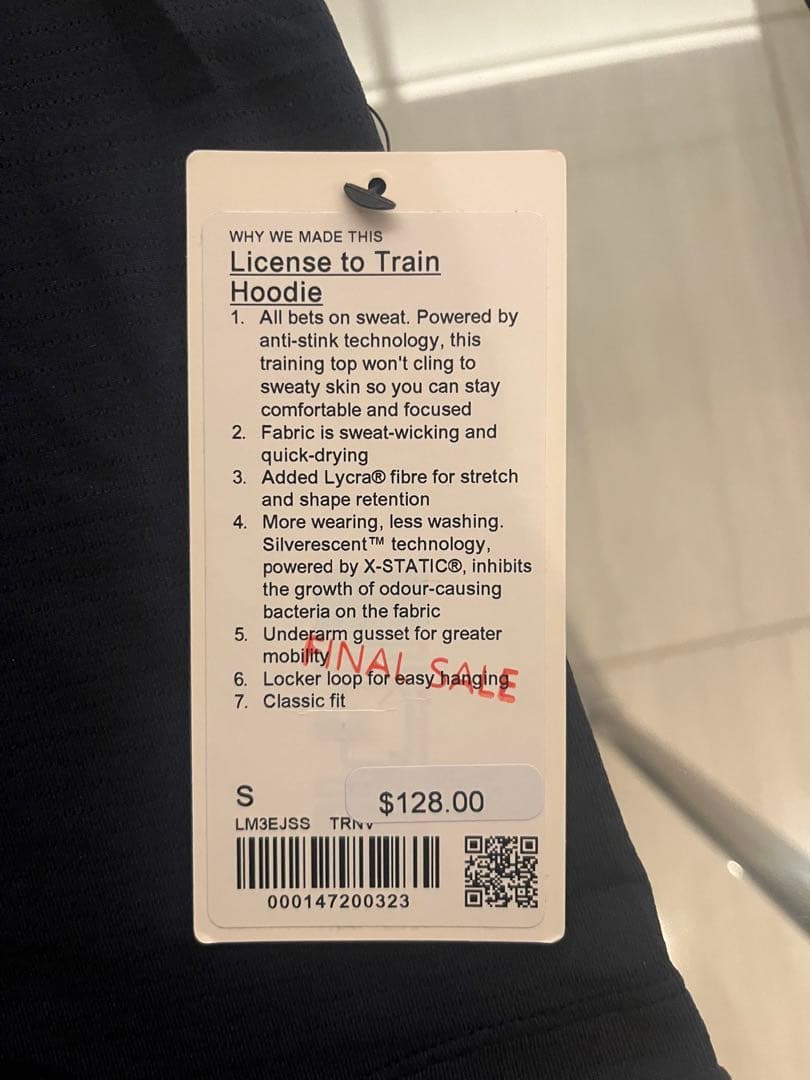 WHY WE MADE THIS
License to Train
Hoodie
1. All bets on sweat. Powered by
anti-stink technology, this
training top won't cling to
sweaty skin so you can stay
comfortable and focused
2. Fabric is sweat-wicking and
quick-drying
3. Added Lycra® fibre for stretch
and shape retention
4. More wearing, less washing.
Silverescent™ technology,
powered by X-STATIC®, inhibits
the growth of odour-causing
bacteria on the fabric
5. Underarm gusset for greater
mobility
FINAL SALE
6. Locker loop for easy hanging
7. Classic fit
S
$128.00
LM3EJSS TRNV
000147200323